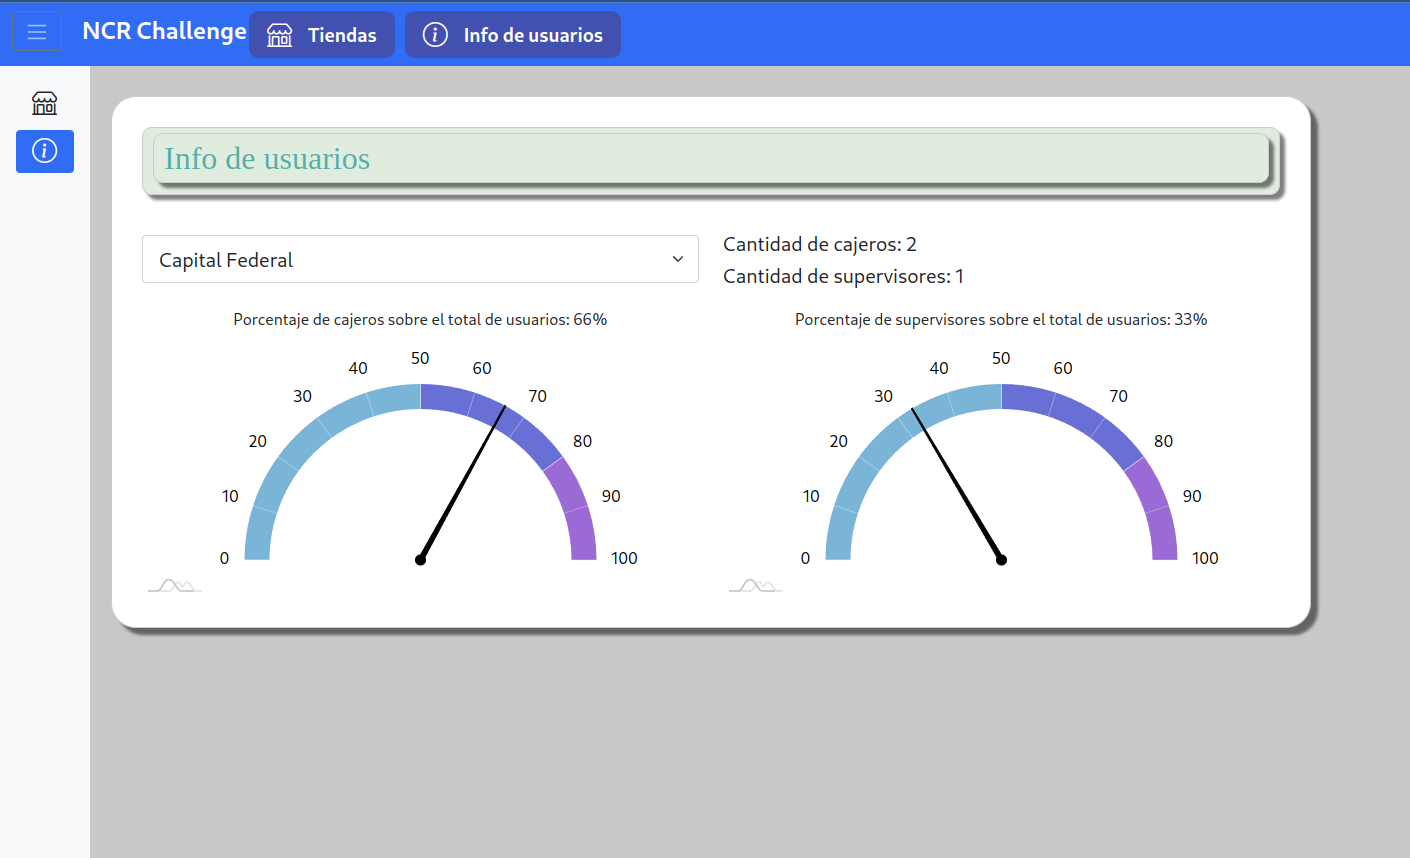 NCR Challenge
Tiendas
Info de usuarios
Info de usuarios
Capital Federal
Cantidad de cajeros: 2
Cantidad de supervisores: 1
Porcentaje de cajeros sobre el total de usuarios: 66%
0
10
20
30
40
50
60
70
80
90
100
Porcentaje de supervisores sobre el total de usuarios: 33%
0
10
20
30
40
50
60
70
80
90
100